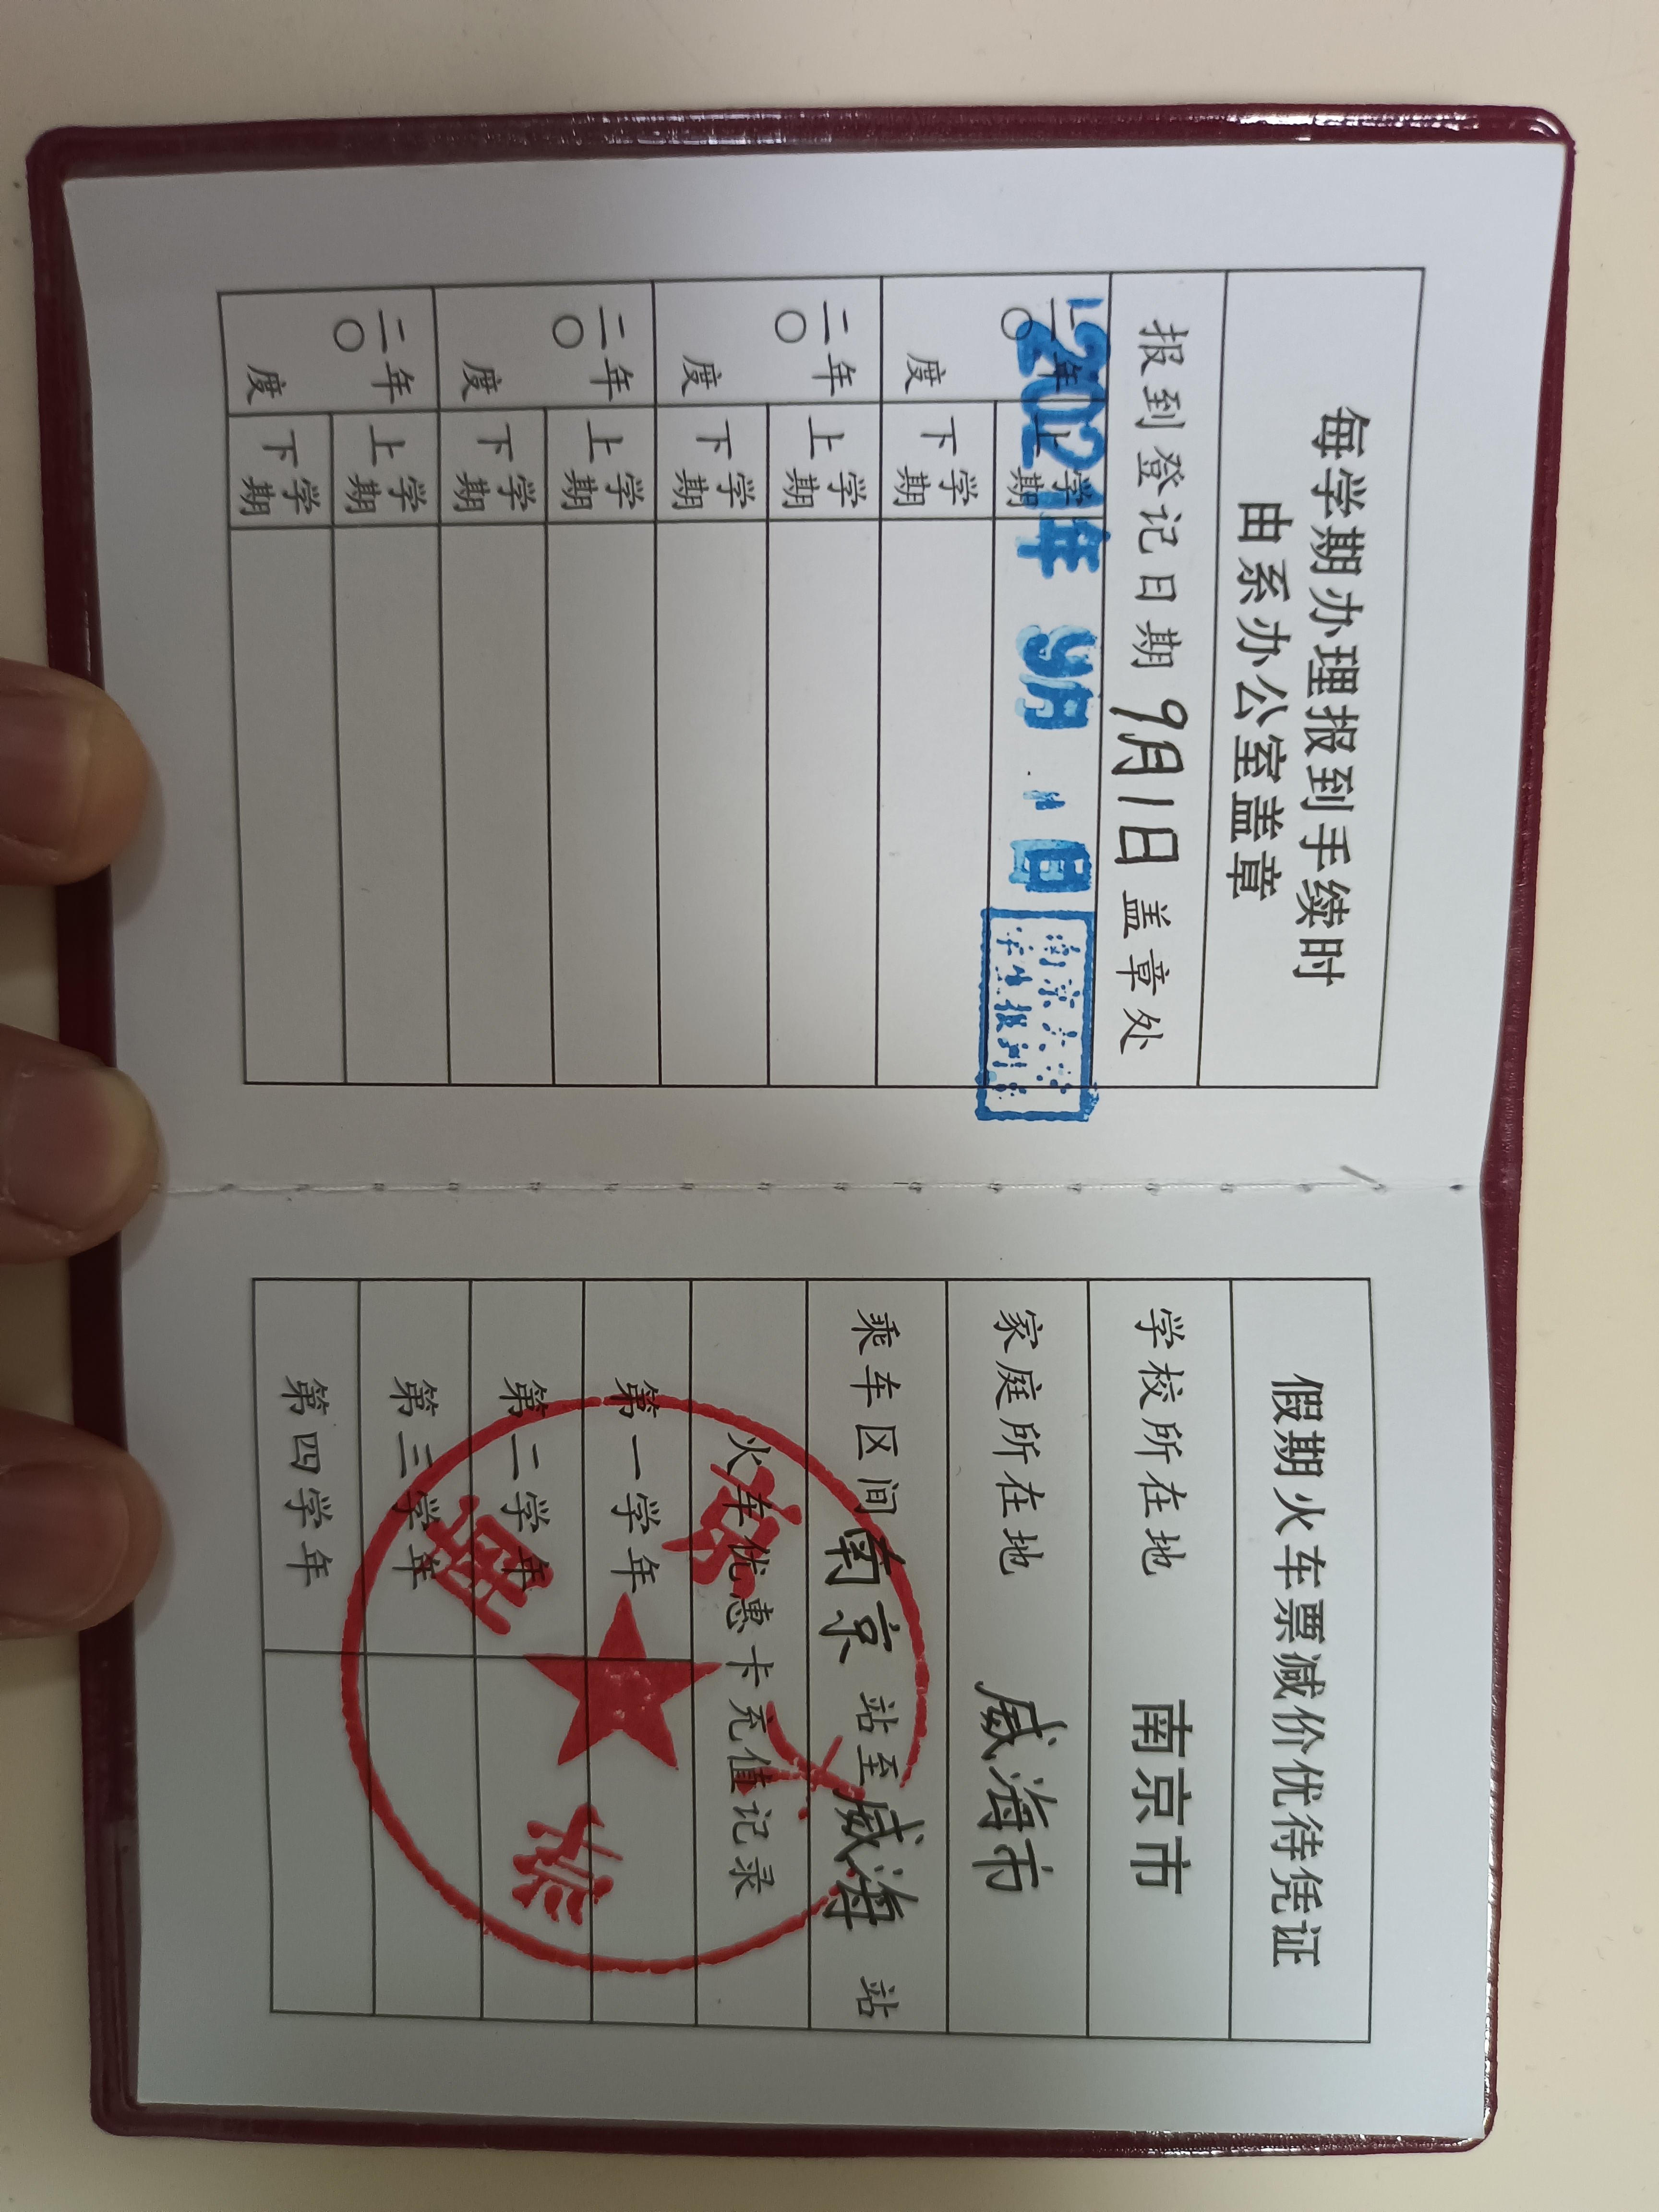 每学期办理报到手续时
由系办公室盖章
报到登记日期 9月1日 盖章处
二〇 年度 上学期 2021年 9月 日
下学期
二〇 年度 上学期
下学期
二〇 年度 上学期
下学期
二〇 年度 上学期
下学期
假期火车票减价优待凭证
学校所在地 南京市
家庭所在地 威海市
乘车区间 南京 站至 威海 站
火车优惠卡充值记录
第一学年
第二学年
第三学年
第四学年